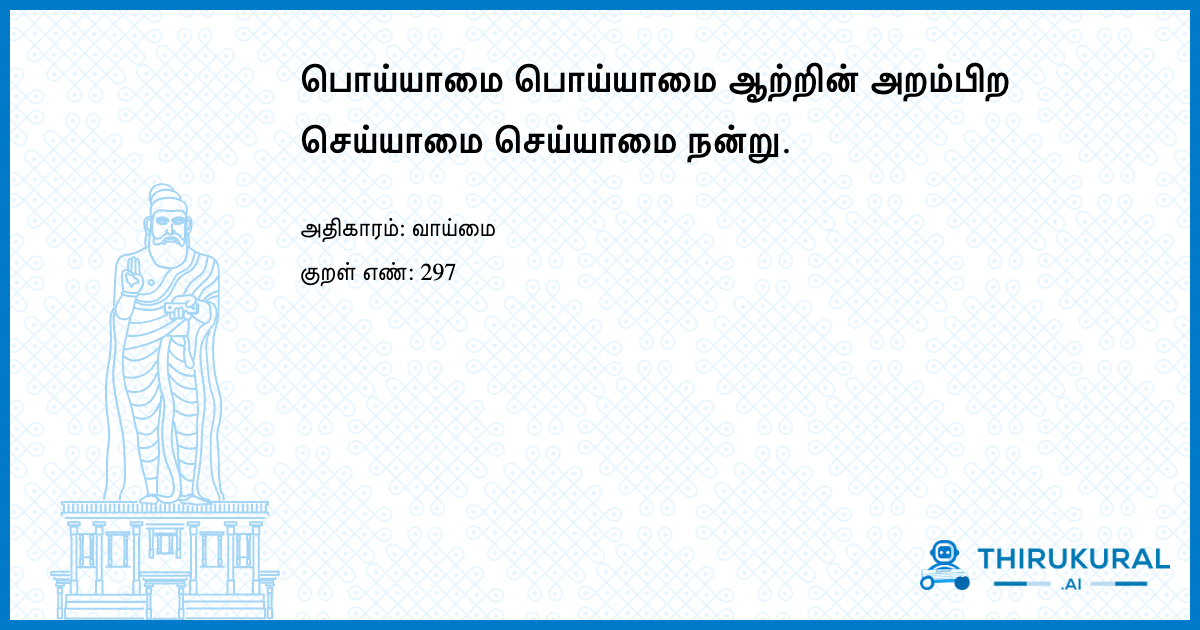 பொய்யாமை பொய்யாமை ஆற்றின் அறம்பிற
செய்யாமை செய்யாமை நன்று.
அதிகாரம்: வாய்மை
குறள் எண்: 297
THIRUKURAL
.AI